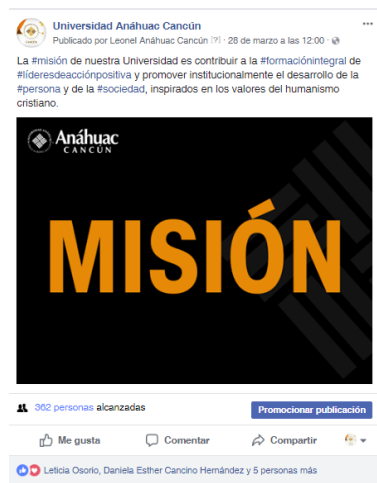 Universidad Anáhuac Cancún
Publicado por Leonel Anáhuac Cancún [?] · 28 de marzo a las 12:00 ·
La #misión de nuestra Universidad es contribuir a la #formaciónintegral de
#líderesdeacciónpositiva y promover institucionalmente el desarrollo de la
#persona y de la #sociedad, inspirados en los valores del humanismo
cristiano.
Anáhuac
CANCÚN
MISIÓN
362 personas alcanzadas
Promocionar publicación
Me gusta
Comentar
Compartir
Leticia Osorio, Daniela Esther Cancino Hernández y 5 personas más